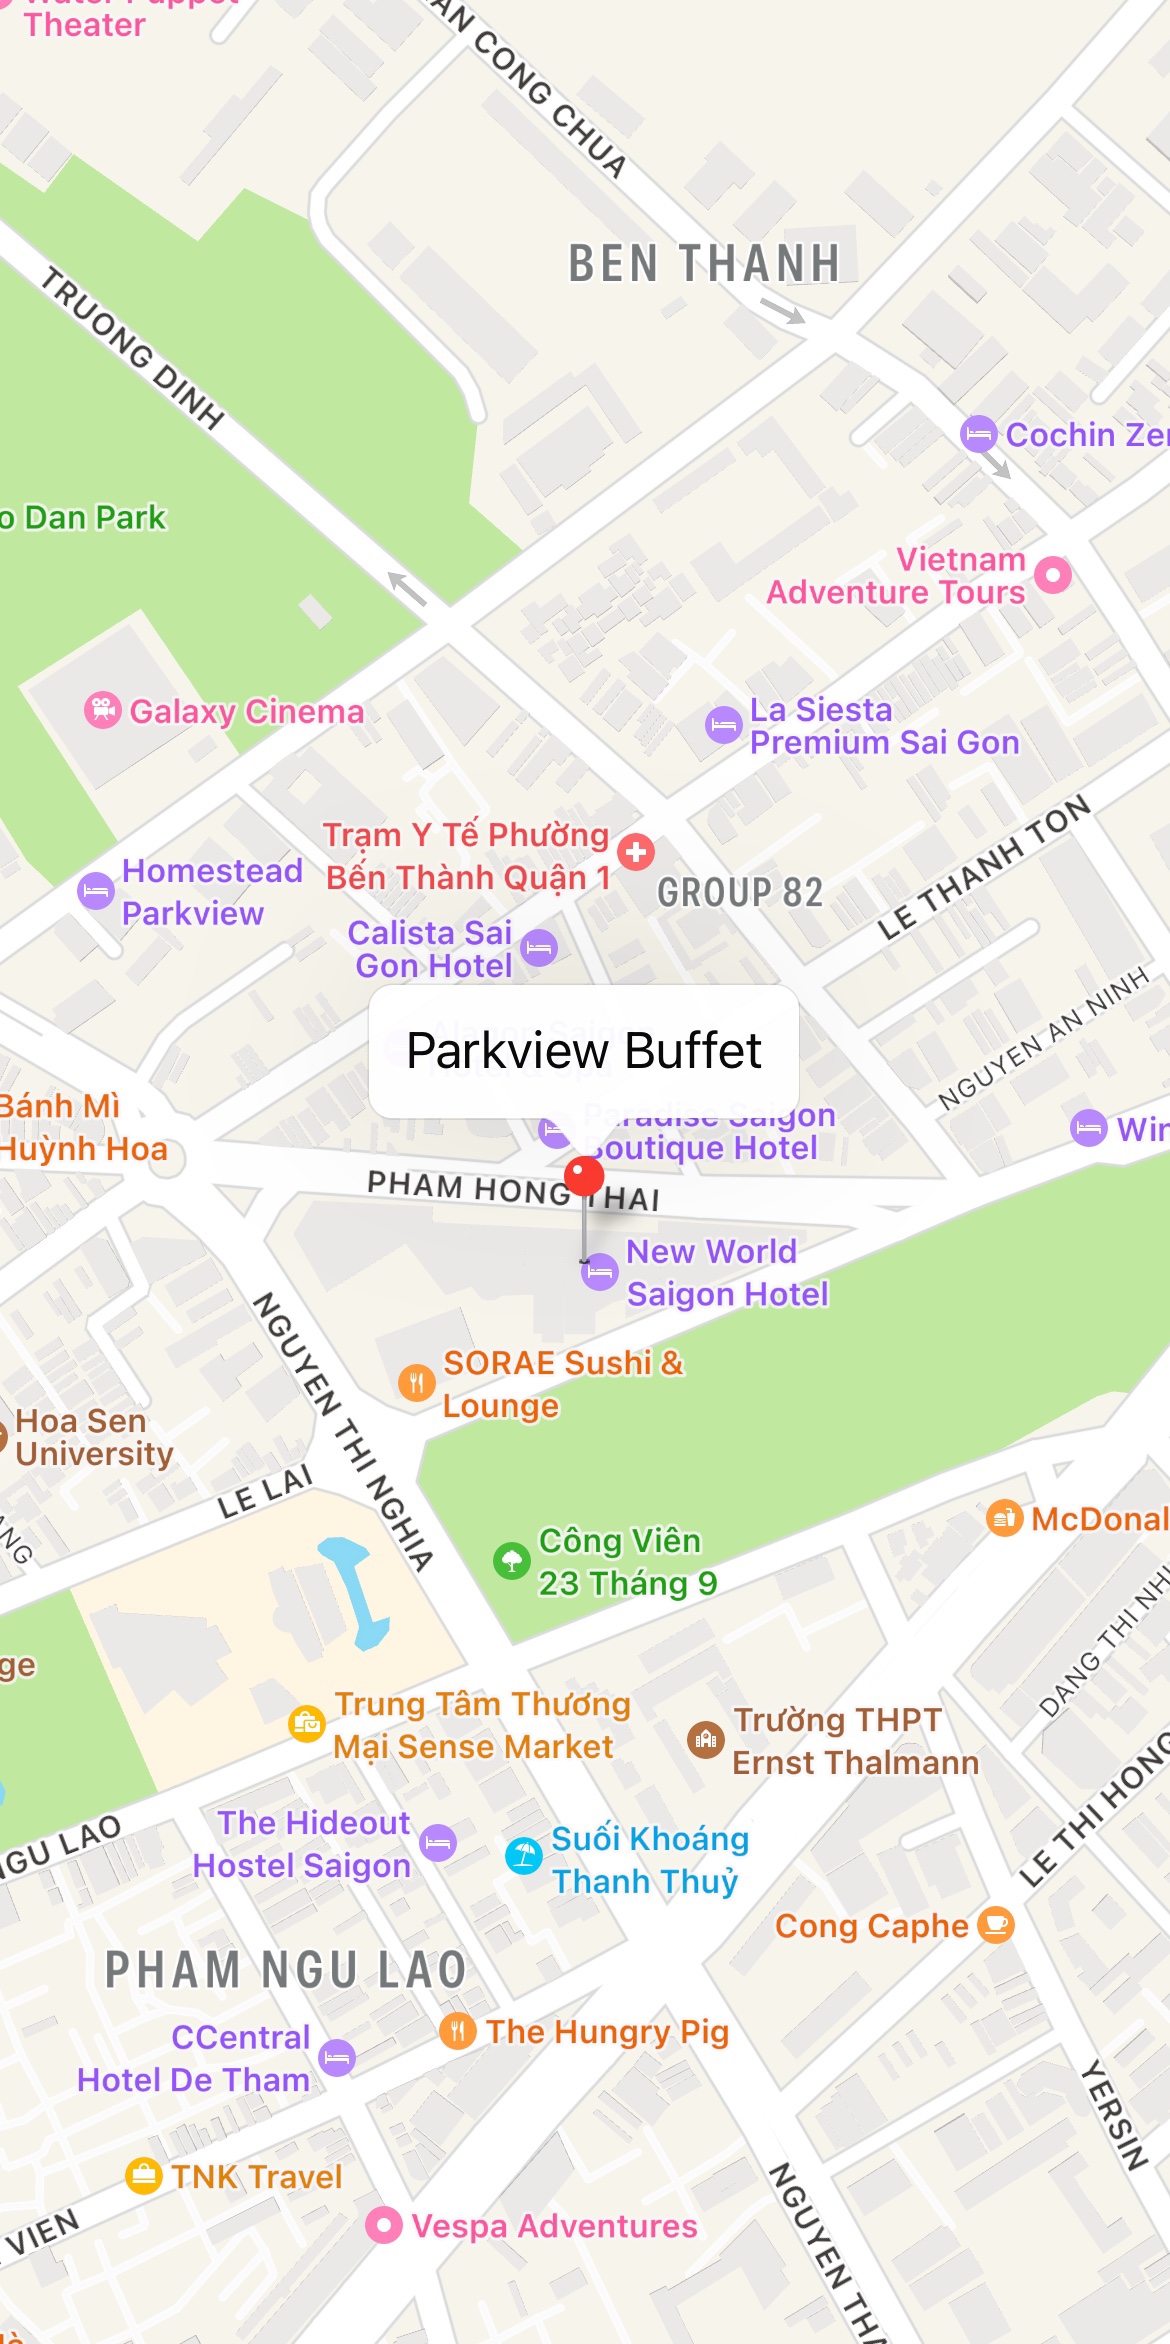 Theater
AN CONG CHUA
BEN THANH
TRUONG DINH
Cochin Zen
o Dan Park
Vietnam
Adventure Tours
Galaxy Cinema
La Siesta
Premium Sai Gon
Trạm Y Tế Phường
Bến Thành Quận 1
LE THANH TON
Homestead
Parkview
GROUP 82
Calista Sai
Gon Hotel
Parkview Buffet
NGUYEN AN NINH
Bánh Mì
Huỳnh Hoa
Paradise Saigon
Boutique Hotel
Win
PHAM HONG THAI
New World
Saigon Hotel
NGUYEN THI NGHIA
SORAE Sushi &
Lounge
Hoa Sen
University
LE LAI
ANG
McDonal
Công Viên
23 Tháng 9
DANG THI NHU
ge
Trung Tâm Thương
Mại Sense Market
Trường THPT
Ernst Thalmann
LE THI HONG
NGU LAO
The Hideout
Hostel Saigon
Suối Khoáng
Thanh Thuỷ
Cong Caphe
PHAM NGU LAO
The Hungry Pig
CCentral
Hotel De Tham
YERSIN
TNK Travel
VIEN
Vespa Adventures
NGUYEN THA